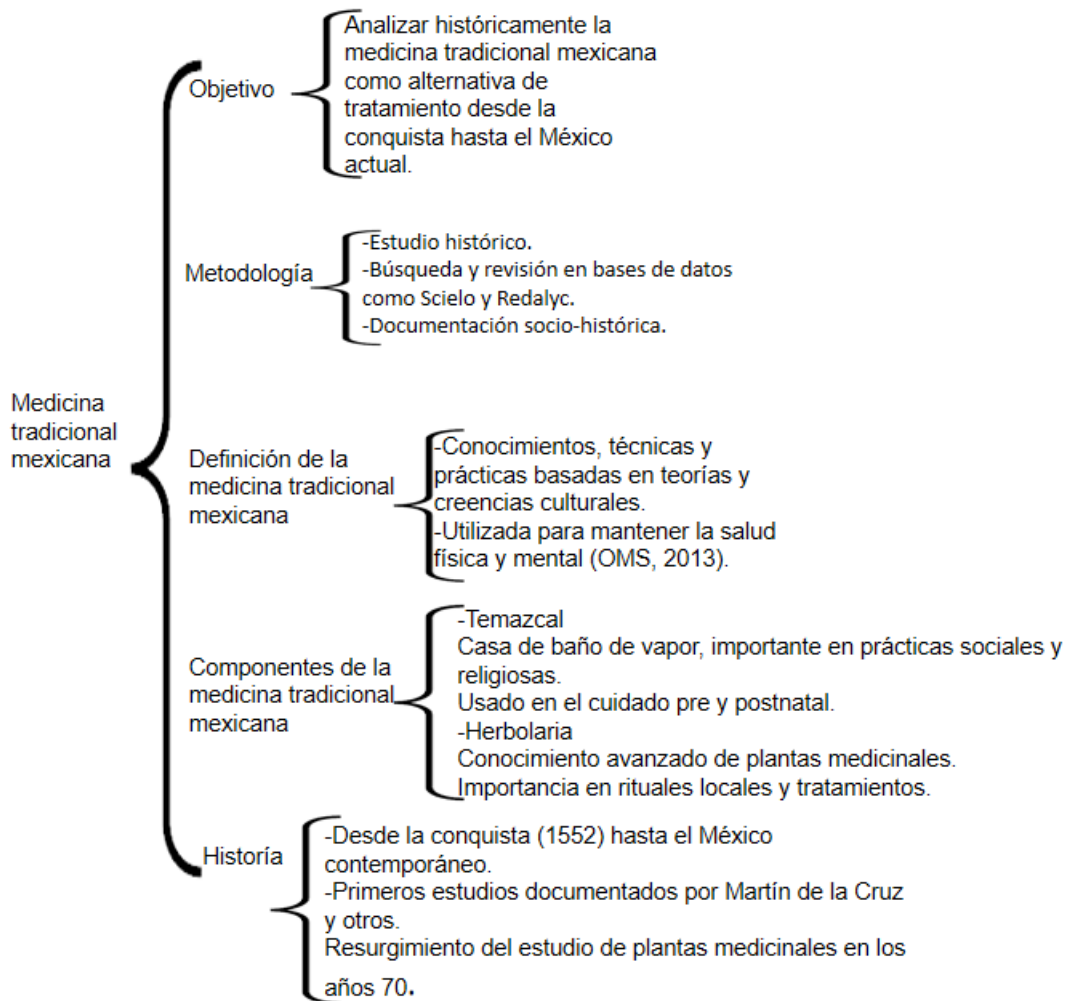 Medicina
tradicional
mexicana
Objetivo
Analizar históricamente la
medicina tradicional mexicana
como alternativa de
tratamiento desde la
conquista hasta el México
actual.
Metodología
-Estudio histórico.
-Búsqueda y revisión en bases de datos
como Scielo y Redalyc.
-Documentación socio-histórica.
Definición de la
medicina tradicional
mexicana
-Conocimientos, técnicas y
prácticas basadas en teorías y
creencias culturales.
-Utilizada para mantener la salud
física y mental (OMS, 2013).
Componentes de la
medicina tradicional
mexicana
-Temazcal
Casa de baño de vapor, importante en prácticas sociales y
religiosas.
Usado en el cuidado pre y postnatal.
-Herbolaria
Conocimiento avanzado de plantas medicinales.
Importancia en rituales locales y tratamientos.
Historía
-Desde la conquista (1552) hasta el México
contemporáneo.
-Primeros estudios documentados por Martín de la Cruz
y otros.
Resurgimiento del estudio de plantas medicinales en los
años 70.